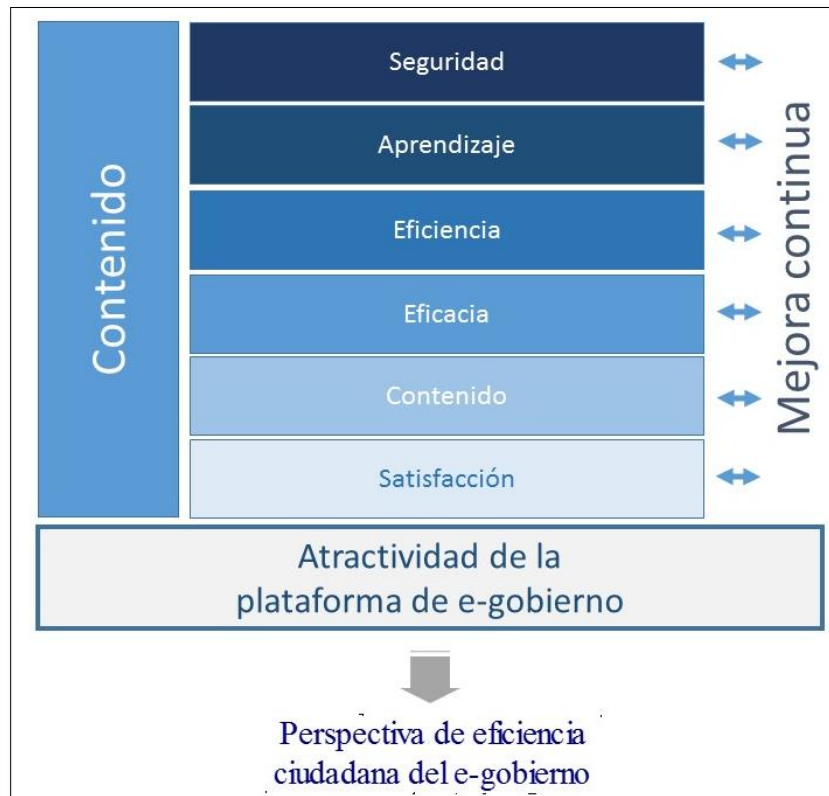 Contenido
Seguridad
Aprendizaje
Eficiencia
Eficacia
Contenido
Satisfacción
Mejora continua
Atractividad de la
plataforma de e-gobierno
Perspectiva de eficiencia
ciudadana del e-gobierno